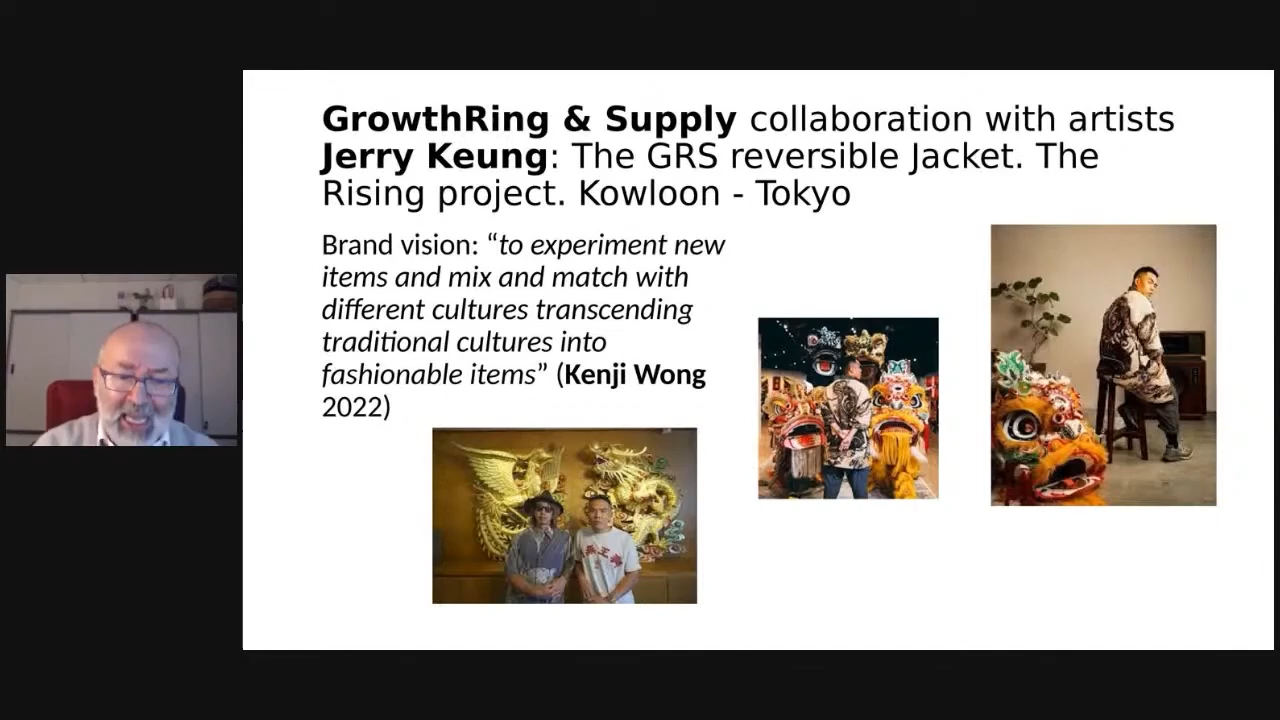 GrowthRing & Supply collaboration with artists
Jerry Keung: The GRS reversible Jacket. The
Rising project. Kowloon - Tokyo
Brand vision: “to experiment new
items and mix and match with
different cultures transcending
traditional cultures into
fashionable items” (Kenji Wong
2022)